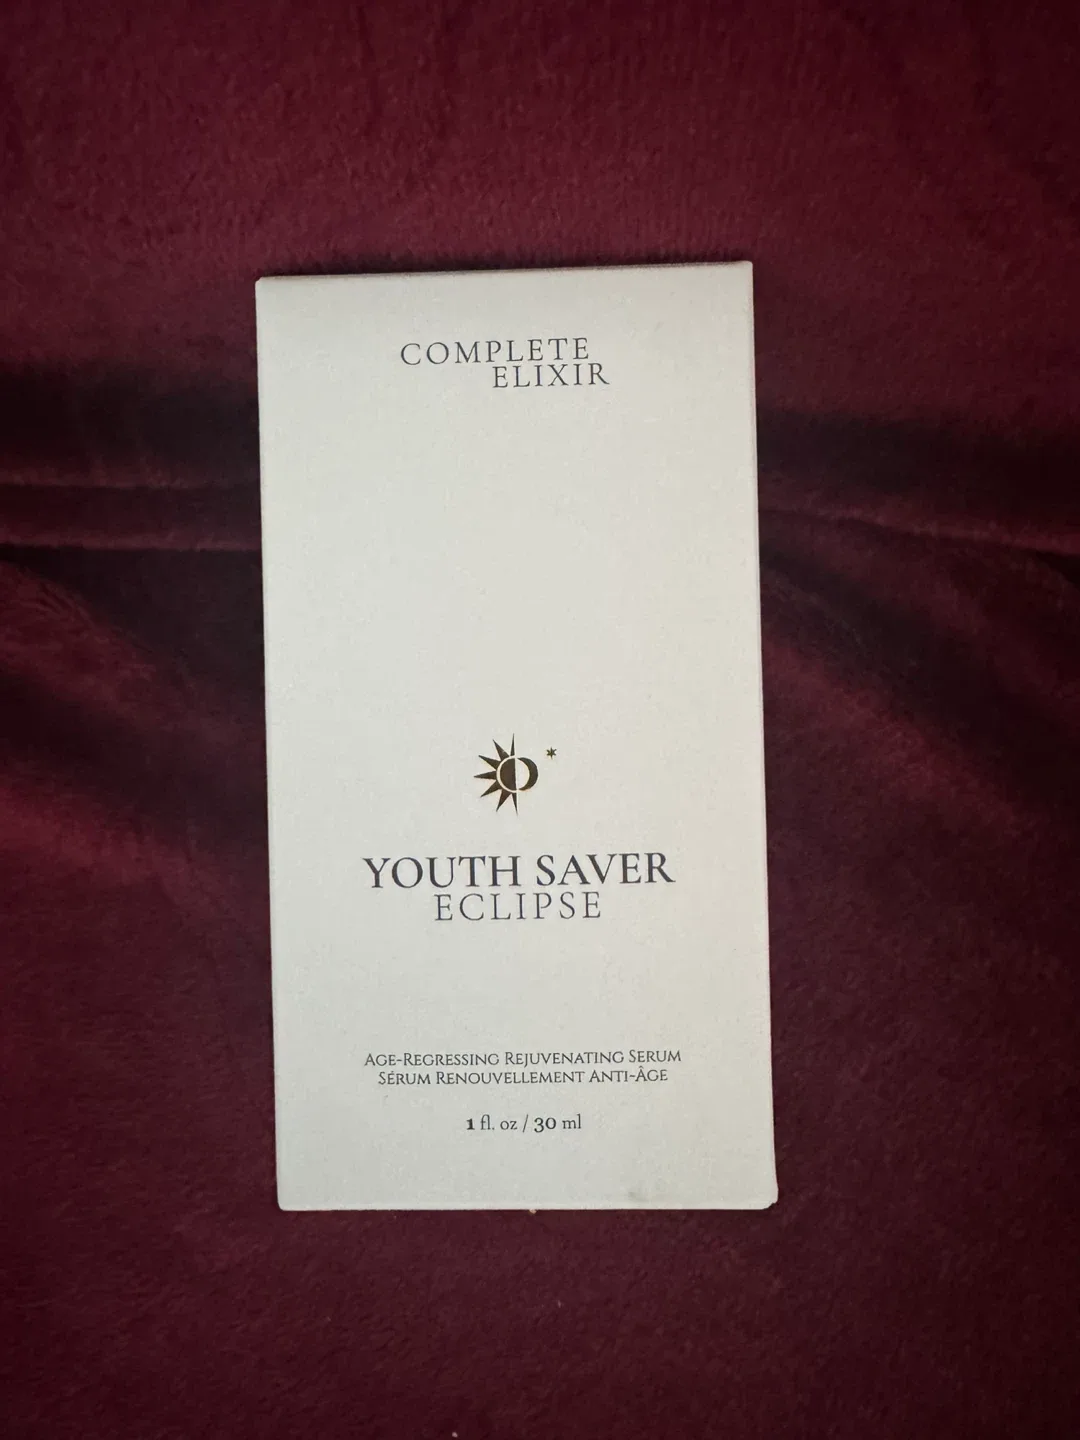 COMPLETE
ELIXIR
YOUTH SAVER
ECLIPSE
AGE-REGRESSING REJUVENATING SERUM
SÉRUM RENOUVELLEMENT ANTI-ÂGE
1 fl. oz / 30 ml